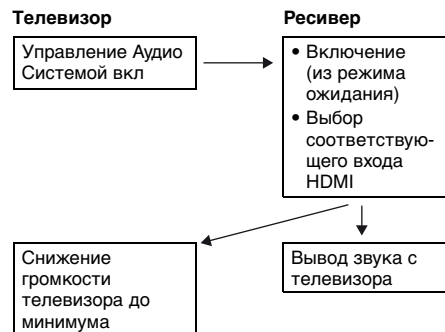 Телевизор
Ресивер
Управление Аудио
Системой вкл
• Включение
(из режима
ожидания)
• Выбор
соответствую-
щего входа
HDMI
Снижение
громкости
телевизора до
минимума
Вывод звука с
телевизора